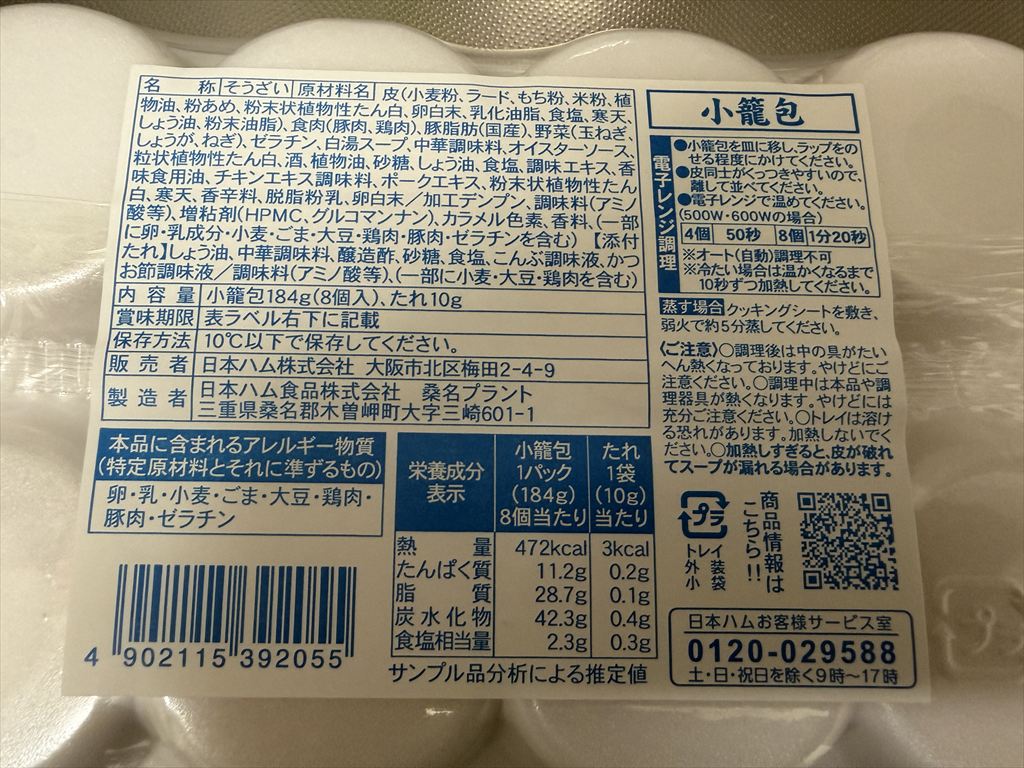 名称 そうざい 原材料名 皮(小麦粉、ラード、もち粉、米粉、植
物油、粉あめ、粉末状植物性たん白、卵白末、乳化油脂、食塩、寒天、
しょう油、粉末油脂)、食肉(豚肉、鶏肉)、豚脂肪(国産)、野菜(玉ねぎ、
しょうが、ねぎ)、ゼラチン、白湯スープ、中華調味料、オイスターソース、
粒状植物性たん白、酒、植物油、砂糖、しょう油、食塩、調味エキス、香
味食用油、チキンエキス調味料、ポークエキス、粉末状植物性たん
白、寒天、香辛料、脱脂粉乳、卵白末/加工デンプン、調味料(アミノ
酸等)、増粘剤(HPMC、グルコマンナン)、カラメル色素、香料、(一部
に卵・乳成分・小麦・ごま・大豆・鶏肉・豚肉・ゼラチンを含む) 【添付
たれ】しょう油、中華調味料、醸造酢、砂糖、食塩、こんぶ調味液、かつ
お節調味液/調味料(アミノ酸等)、(一部に小麦・大豆・鶏肉を含む)
内容量 小籠包184g(8個入)、たれ10g
賞味期限 表ラベル右下に記載
保存方法 10℃以下で保存してください。
販売者 日本ハム株式会社 大阪市北区梅田2-4-9
製造者 日本ハム食品株式会社 桑名プラント
三重県桑名郡木曽岬町大字三崎601-1
本品に含まれるアレルギー物質
(特定原材料とそれに準ずるもの)
卵・乳・小麦・ごま・大豆・鶏肉・
豚肉・ゼラチン
4 902115 392055
栄養成分
表示
小籠包
1パック
(184g)
8個当たり
たれ
1袋
(10g)
当たり
熱量 472kcal 3kcal
たんぱく質 11.2g 0.2g
脂質 28.7g 0.1g
炭水化物 42.3g 0.4g
食塩相当量 2.3g 0.3g
サンプル品分析による推定値
小籠包
電子レンジ調理
●小籠包を皿に移し、ラップをの
せる程度にかけてください。
●皮同士がくっつきやすいので、
離して並べてください。
●電子レンジで温めてください。
(500W・600Wの場合)
4個 50秒 8個 1分20秒
※オート(自動)調理不可
※冷たい場合は温かくなるまで
10秒ずつ加熱してください。
蒸す場合 クッキングシートを敷き、
弱火で約5分蒸してください。
〈ご注意〉○調理後は中の具がたい
へん熱くなっております。やけどにご
注意ください。○調理中は本品や調
理器具が熱くなります。やけどには
充分ご注意ください。○トレイは溶け
る恐れがあります。加熱しないでく
ださい。○加熱しすぎると、皮が破れ
てスープが漏れる場合があります。
プラ
トレイ
外装
小袋
商品情報は
こちら!!
日本ハムお客様サービス室
0120-029588
土・日・祝日を除く9時〜17時